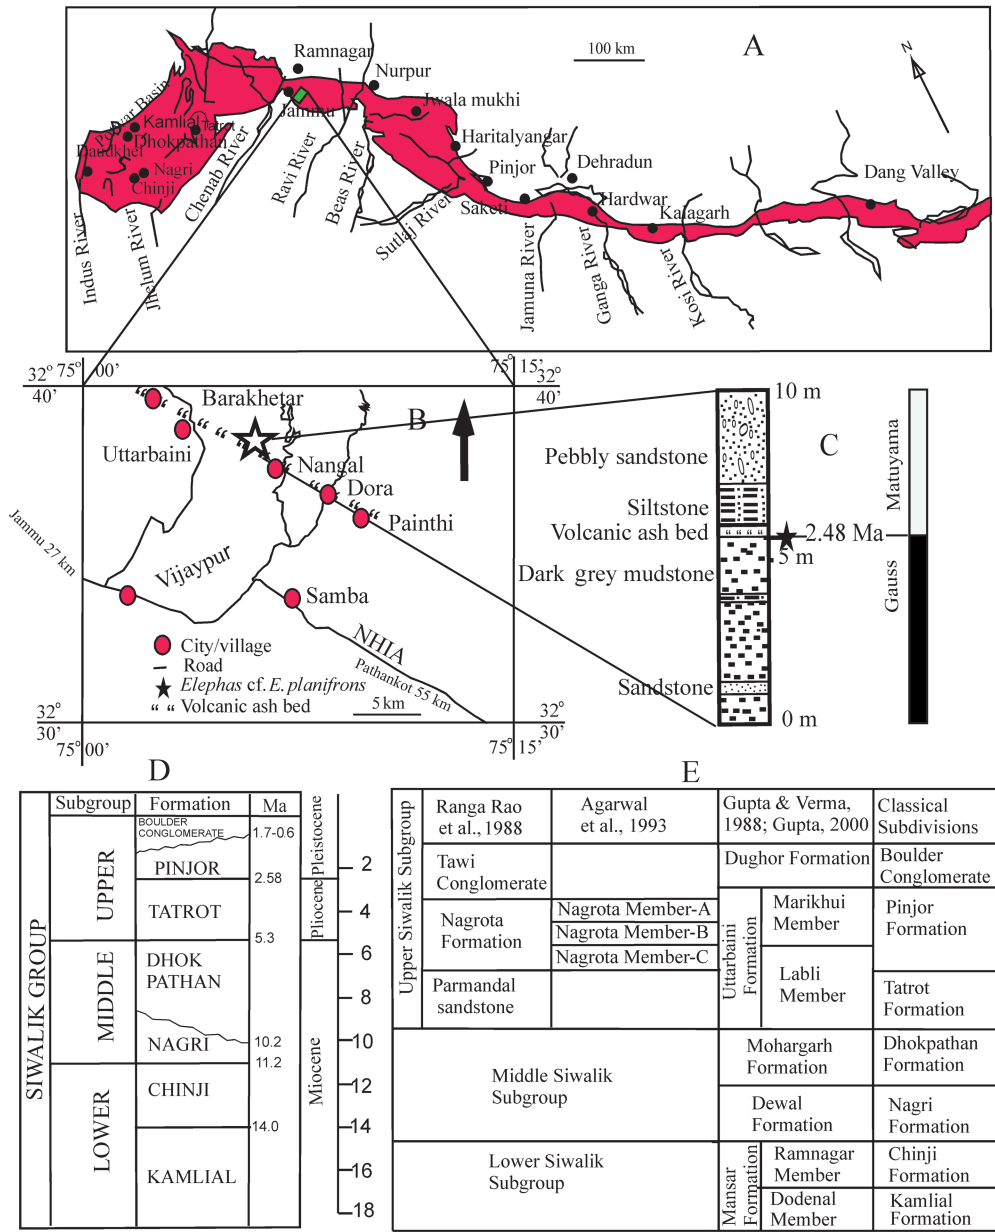 A
N
100 km
Ramnagar
Nurpur
Jammu
Jwala mukhi
Potwar Basin
Kamlial
Tatrot
Dhokpathan
Daudkhel
Nagri
Chinji
Haritalyangar
Pinjor
Dehradun
Saketi
Hardwar
Kalagarh
Dang Valley
Indus River
Jhelum River
Chenab River
Ravi River
Beas River
Sutlaj River
Jamuna River
Ganga River
Kosi River
75° 00’
75° 15’
32°
40’
32°
40’
Barakhetar
B
Uttarbaini
Nangal
Dora
Painthi
Jammu 27 km
Vijaypur
Samba
NHIA
Pathankot 55 km
City/village
Road
Elephas cf. E. planifrons
“ “ Volcanic ash bed
5 km
32°
30’
32°
30’
75° 00’
75° 15’
C
10 m
Pebbly sandstone
Siltstone
Volcanic ash bed
2.48 Ma
5 m
Dark grey mudstone
Sandstone
0 m
Matuyama
Gauss
D
SIWALIK GROUP
Subgroup Formation Ma
UPPER
BOULDER
CONGLOMERATE
1.7-0.6
PINJOR
2.58
TATROT
5.3
MIDDLE
DHOK
PATHAN
NAGRI
10.2
11.2
LOWER
CHINJI
14.0
KAMLIAL
Pleistocene
Pliocene
Miocene
2
4
6
8
10
12
14
16
18
E
Upper Siwalik Subgroup
Ranga Rao
et al., 1988
Agarwal
et al., 1993
Gupta & Verma,
1988; Gupta, 2000
Classical
Subdivisions
Tawi
Conglomerate
Dughor Formation
Boulder
Conglomerate
Nagrota
Formation
Nagrota Member-A
Nagrota Member-B
Nagrota Member-C
Uttarbaini
Formation
Marikhui
Member
Pinjor
Formation
Parmandal
sandstone
Labli
Member
Tatrot
Formation
Middle Siwalik
Subgroup
Mohargarh
Formation
Dhokpathan
Formation
Dewal
Formation
Nagri
Formation
Lower Siwalik
Subgroup
Mansar
Formation
Ramnagar
Member
Chinji
Formation
Dodenal
Member
Kamlial
Formation